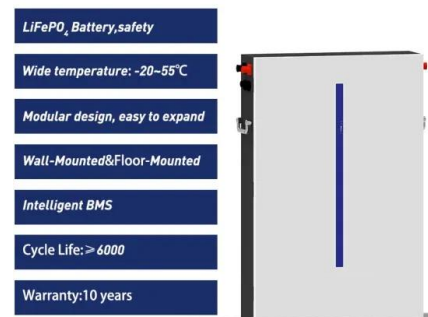 LiFePO₄ Battery,safety
Wide temperature: -20~55℃
Modular design, easy to expand
Wall-Mounted&Floor-Mounted
Intelligent BMS
Cycle Life:≥6000
Warranty:10 years